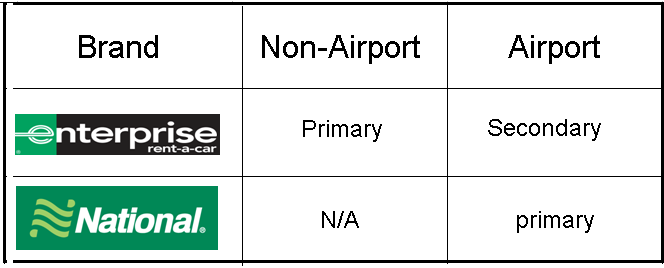 Brand Non-Airport Airport
enterprise Primary Secondary
rent-a-car
National® N/A primary